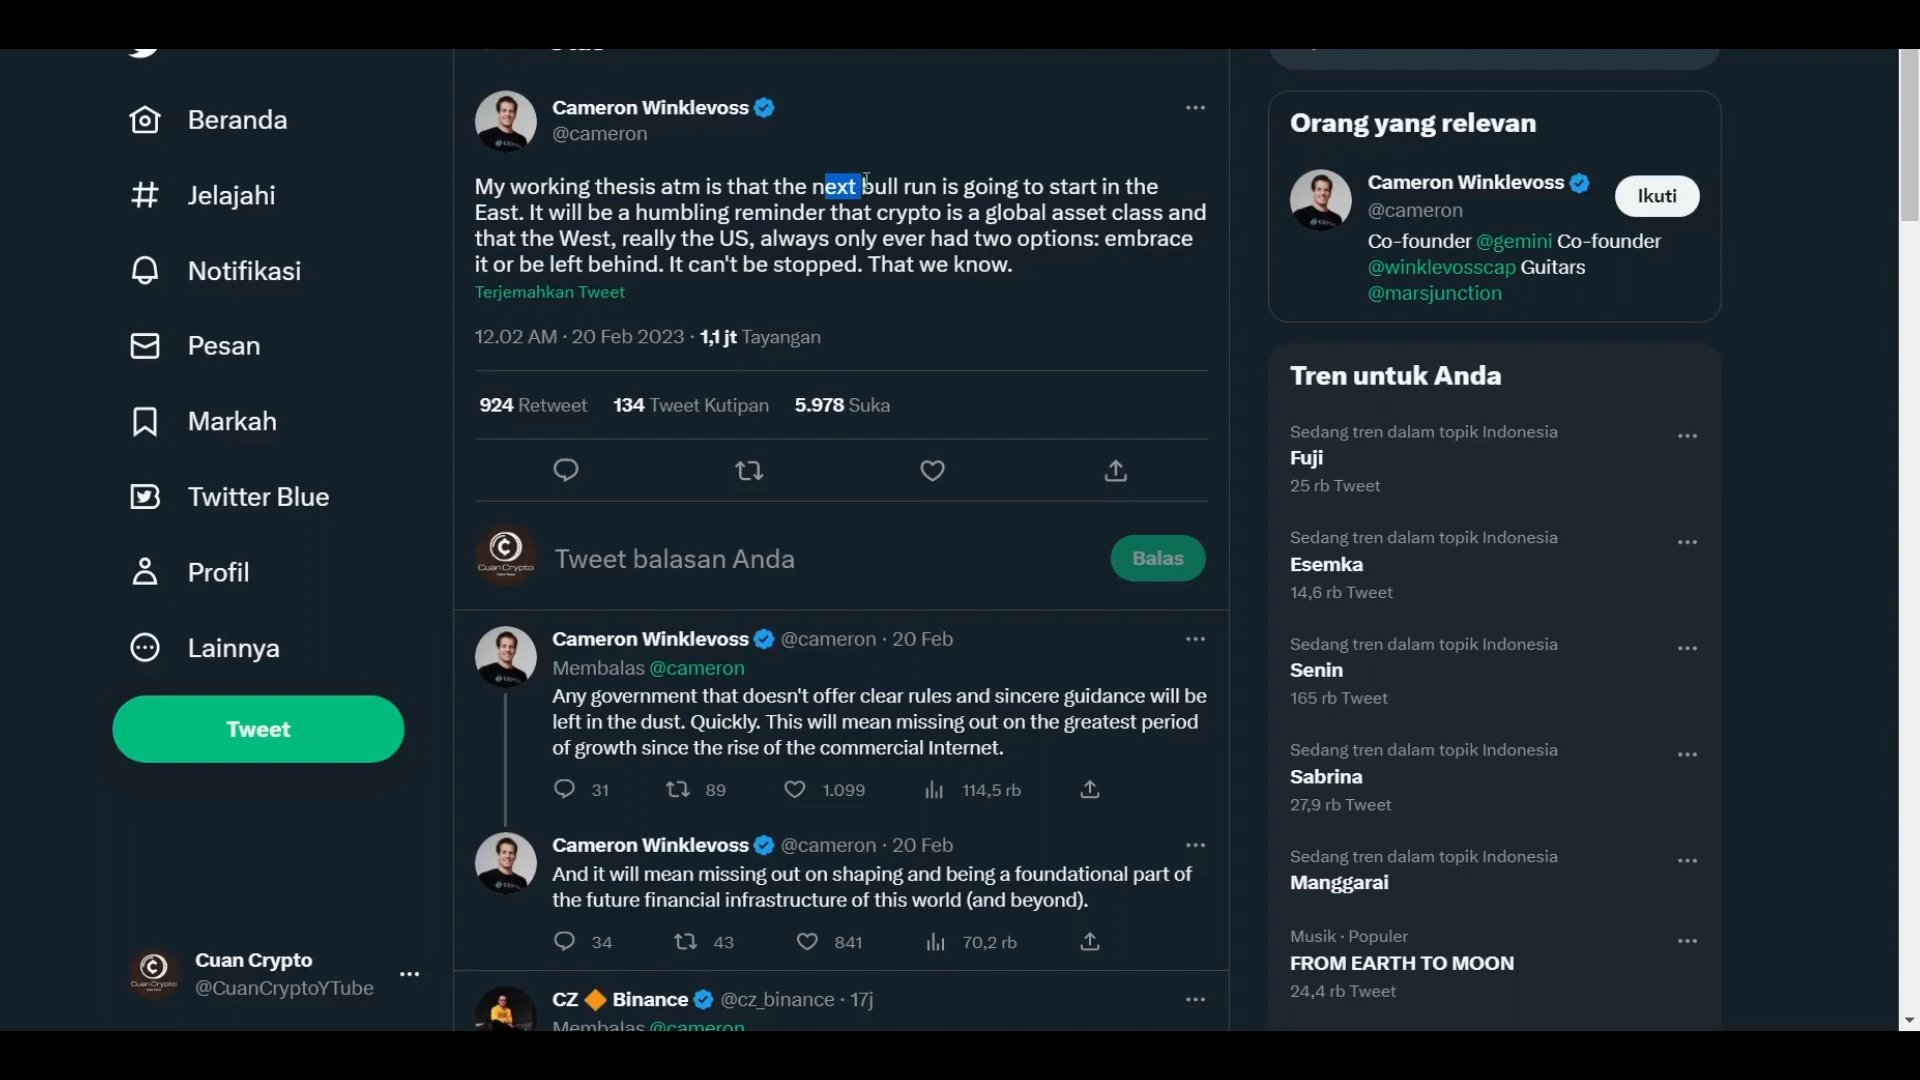 Beranda
Jelajahi
Notifikasi
Pesan
Markah
Twitter Blue
Profil
Lainnya
Tweet
Cuan Crypto
@CuanCryptoYTube
Cameron Winklevoss
@cameron
My working thesis atm is that the next bull run is going to start in the
East. It will be a humbling reminder that crypto is a global asset class and
that the West, really the US, always only ever had two options: embrace
it or be left behind. It can't be stopped. That we know.
Terjemahkan Tweet
12.02 AM · 20 Feb 2023 · 1,1 jt Tayangan
924 Retweet 134 Tweet Kutipan 5.978 Suka
CuanCrypto
Tweet balasan Anda
Balas
Cameron Winklevoss @cameron · 20 Feb
Membalas @cameron
Any government that doesn't offer clear rules and sincere guidance will be
left in the dust. Quickly. This will mean missing out on the greatest period
of growth since the rise of the commercial Internet.
31 89 1.099 114,5 rb
Cameron Winklevoss @cameron · 20 Feb
And it will mean missing out on shaping and being a foundational part of
the future financial infrastructure of this world (and beyond).
34 43 841 70,2 rb
CZ 🔶 Binance @cz_binance · 17j
Membalas @cameron
Orang yang relevan
Cameron Winklevoss
@cameron
Ikuti
Co-founder @gemini Co-founder
@winklevosscap Guitars
@marsjunction
Tren untuk Anda
Sedang tren dalam topik Indonesia
Fuji
25 rb Tweet
Sedang tren dalam topik Indonesia
Esemka
14,6 rb Tweet
Sedang tren dalam topik Indonesia
Senin
165 rb Tweet
Sedang tren dalam topik Indonesia
Sabrina
27,9 rb Tweet
Sedang tren dalam topik Indonesia
Manggarai
Musik · Populer
FROM EARTH TO MOON
24,4 rb Tweet